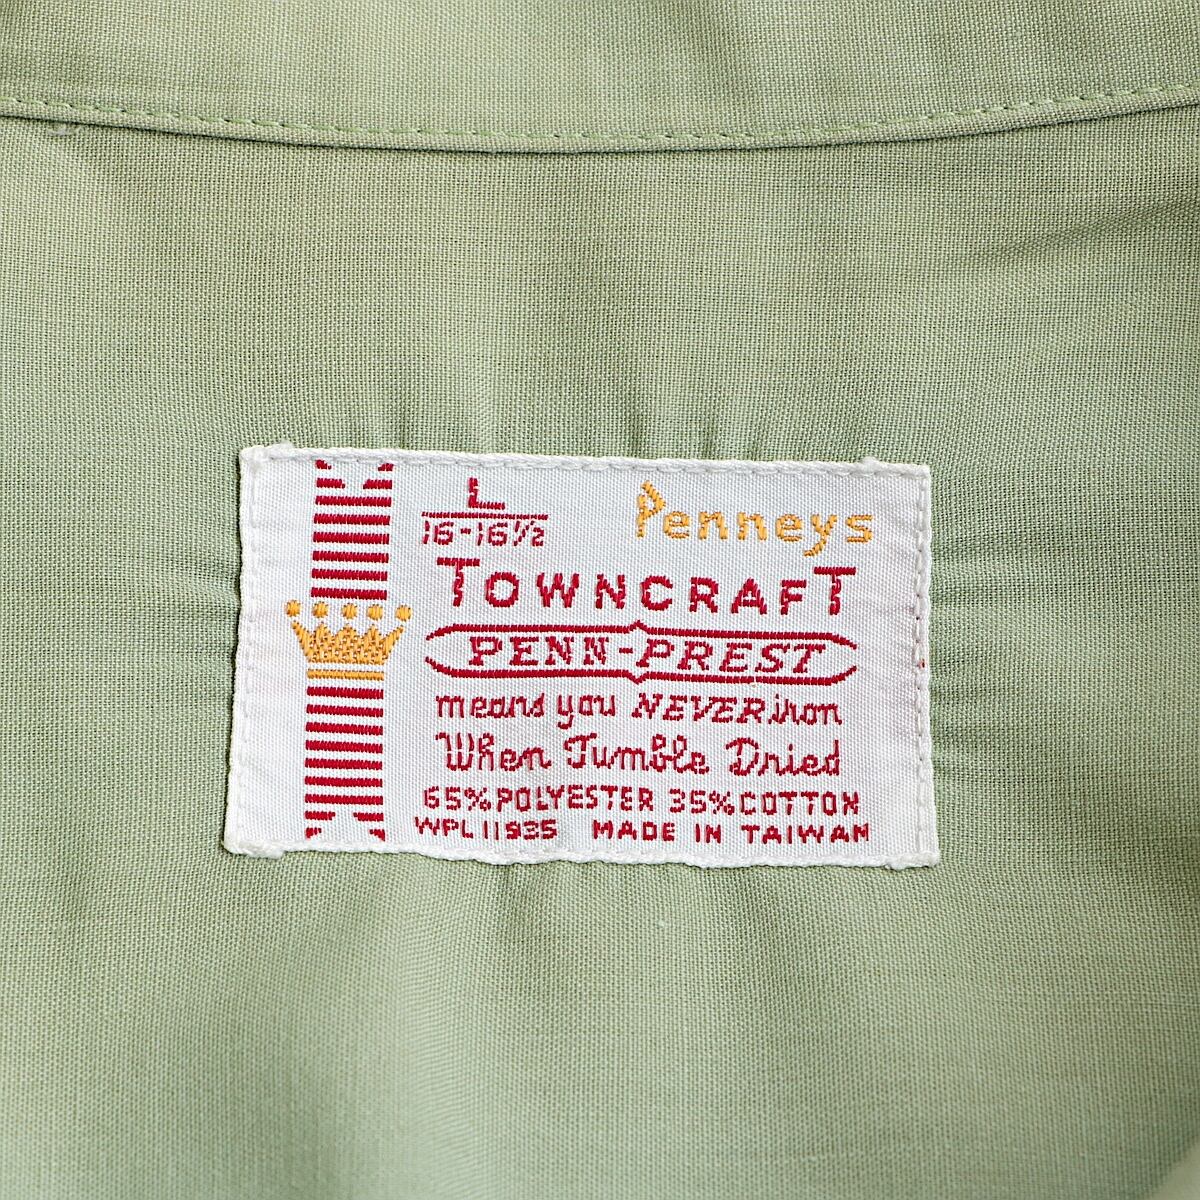 L
16-16½
Penneys
TOWNCRAFT
PENN-PREST
means you NEVER iron
When Tumble Dried
65% POLYESTER 35% COTTON
WPL 11935 MADE IN TAIWAN